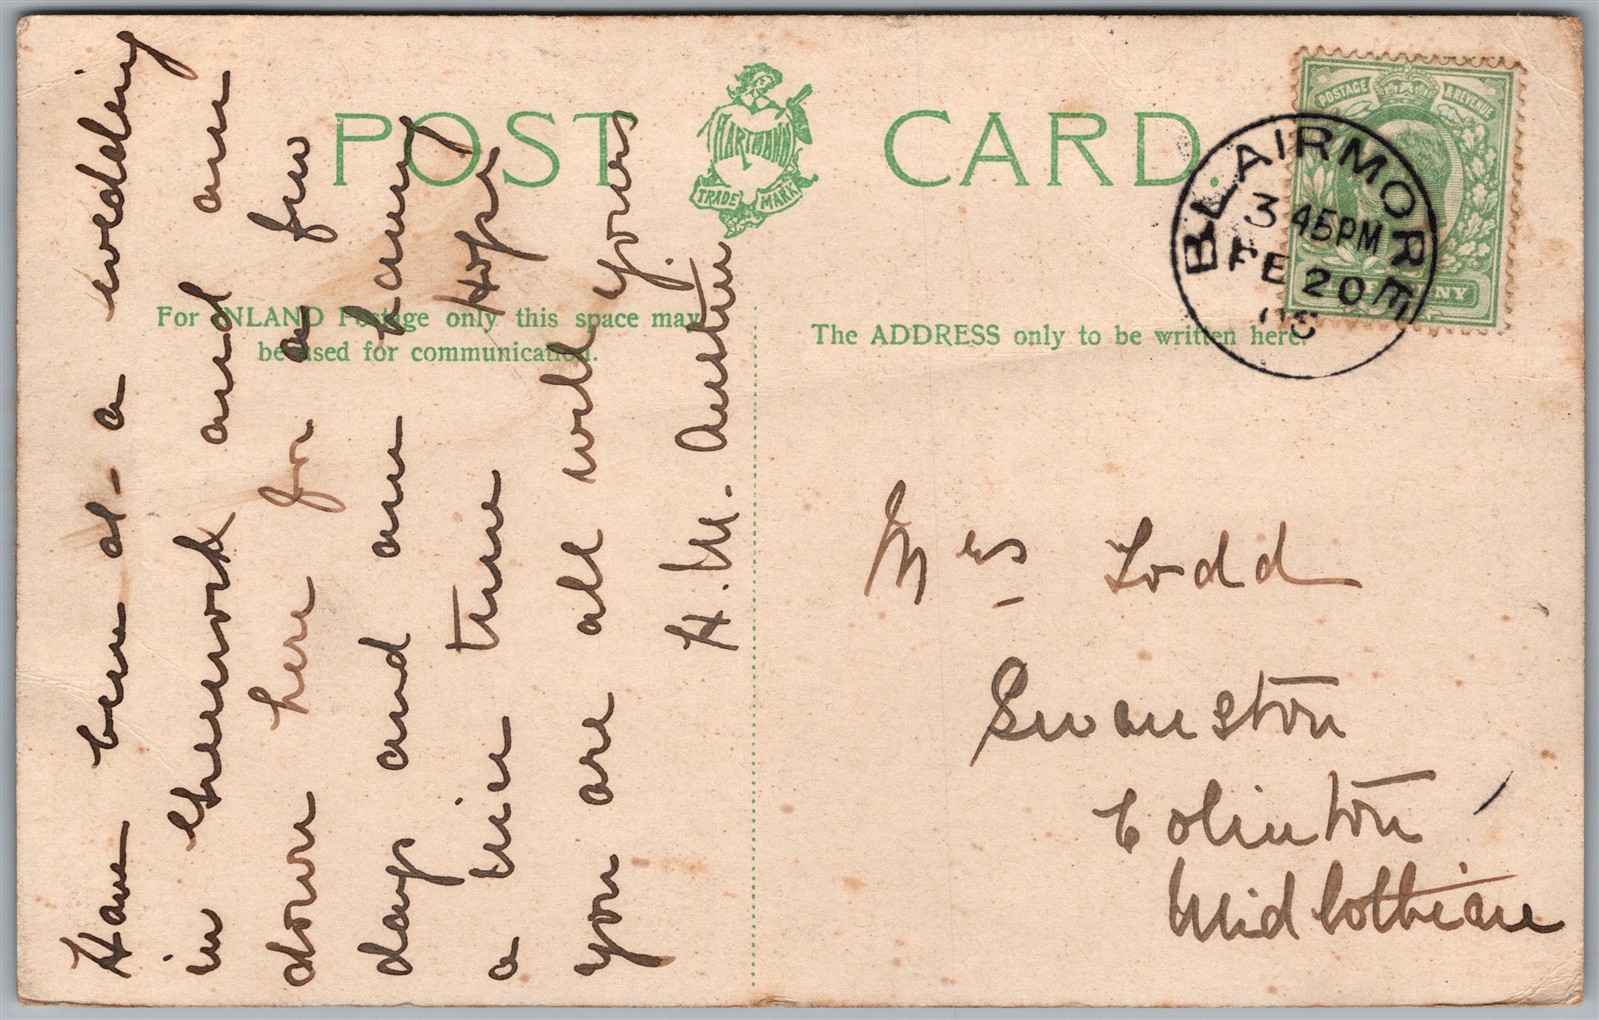 POST CARD.
HARTMANN
TRADE MARK
POSTAGE & REVENUE
BLAIRMORE
3 45PM
FE 20
For INLAND Postage only this space may
be used for communication.
The ADDRESS only to be written here.
Have been at a wedding
in Greenock and am
down here for a few
days and am having
a nice time Hope
you are all well yours
H. M. Austin
Mrs Todd
Swanston
Colinton
Midlothian